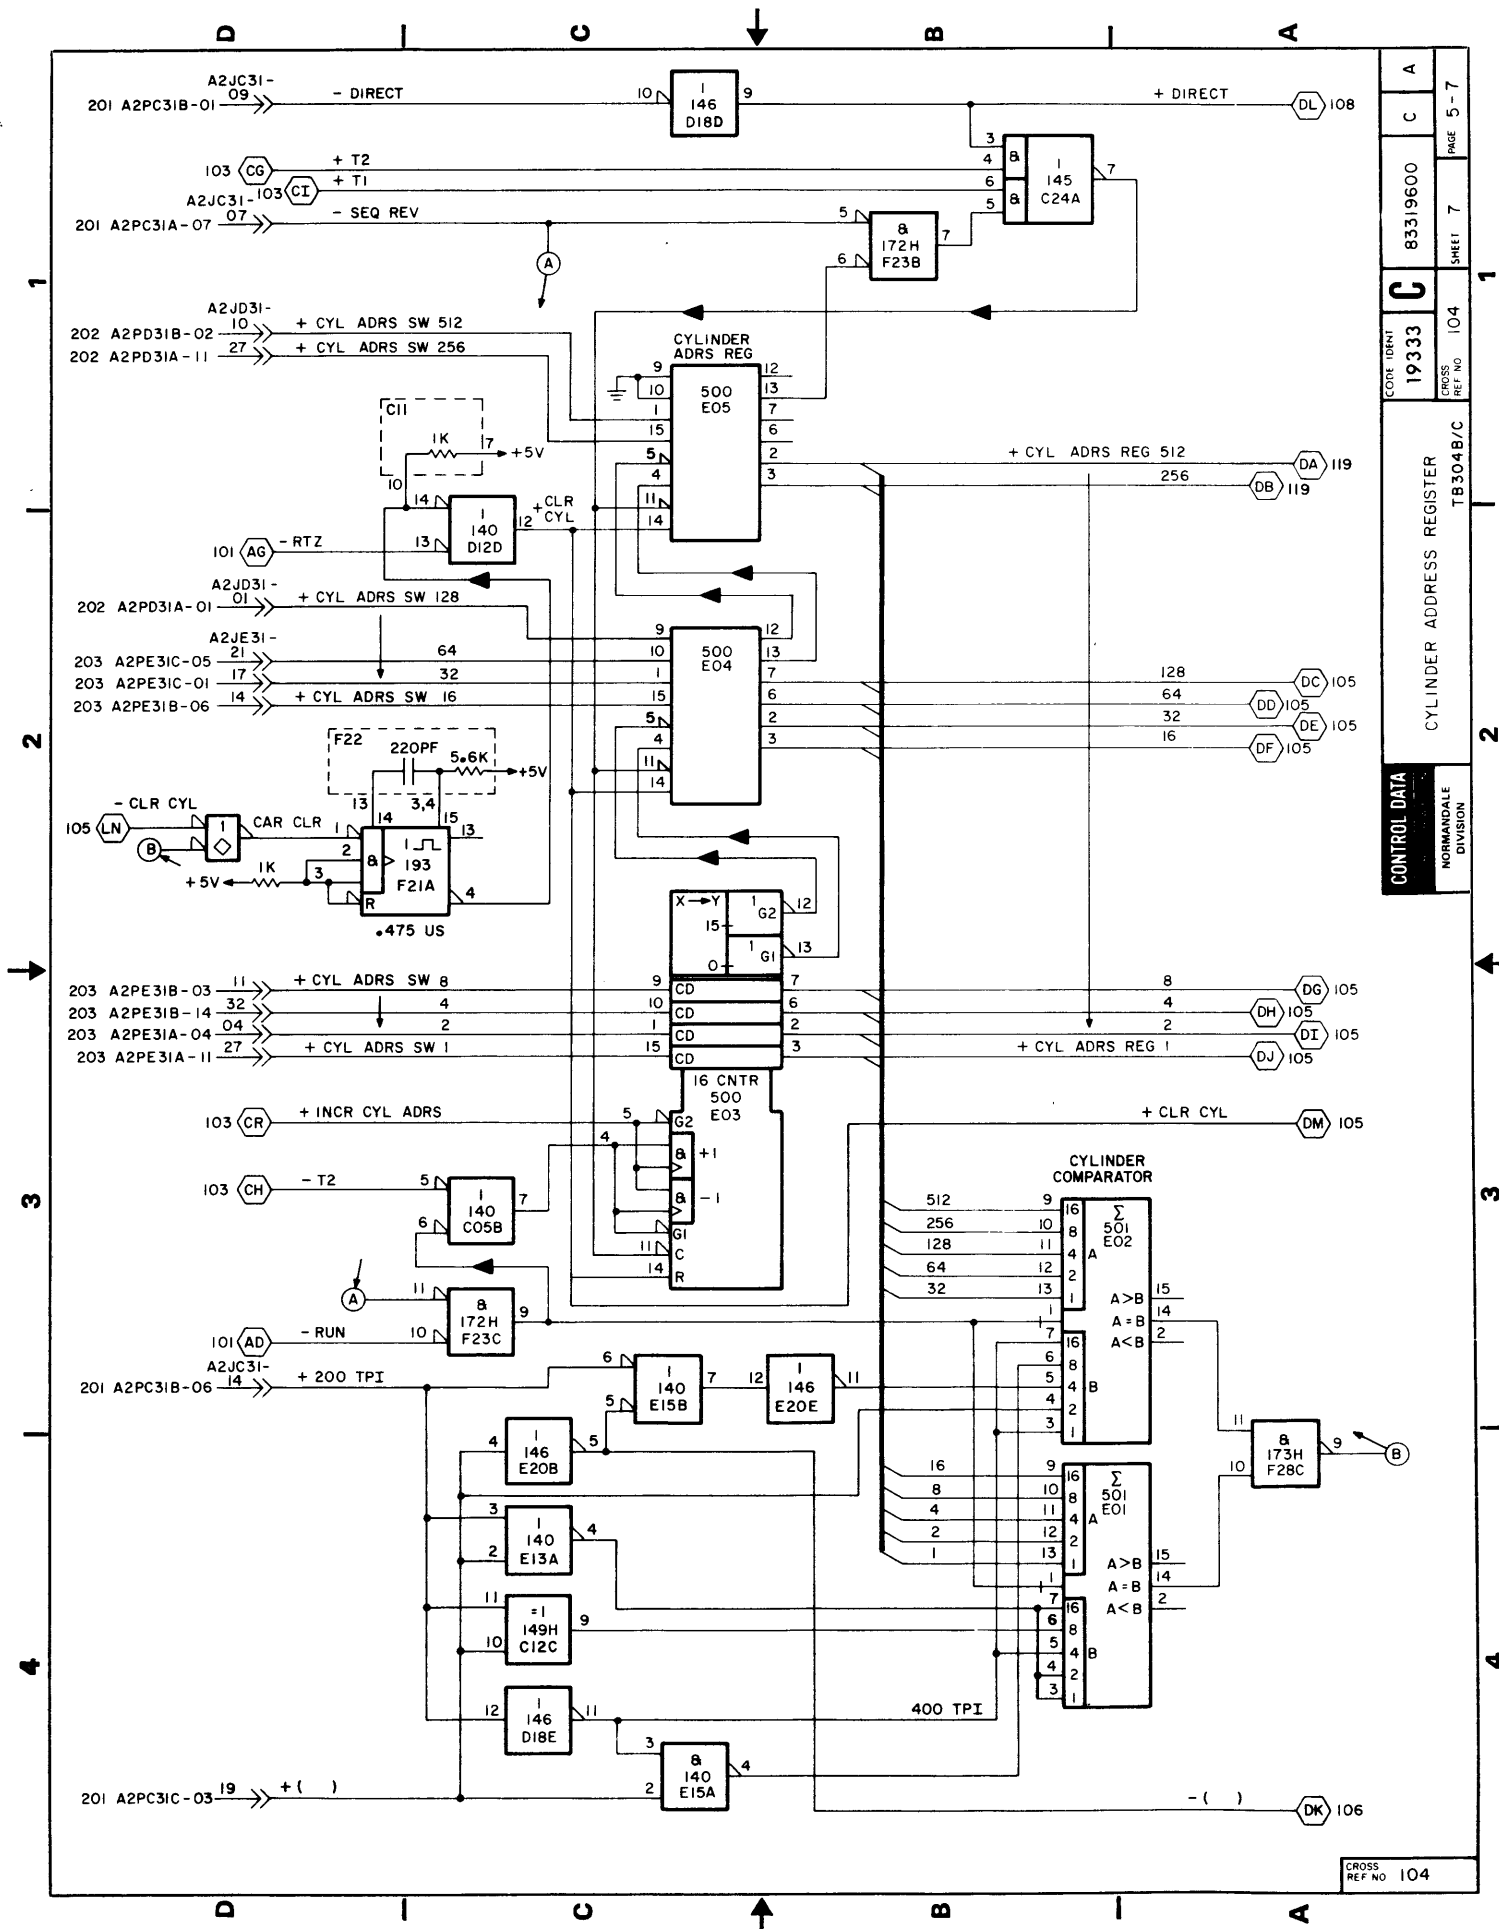 D C B A
A2JC31-
201 A2PC31B-01 09 - DIRECT 10 1 146 D18D 9 + DIRECT DL 108
103 CG + T2
103 CI + T1
3 4 6 5 & & 1 145 C24A 7
A2JC31-
201 A2PC31A-07 07 - SEQ REV
A
5 6 & 172H F23B 7
1 1
A2JD31-
202 A2PD31B-02 10 + CYL ADRS SW 512
202 A2PD31A-11 27 + CYL ADRS SW 256
CYLINDER
ADRS REG
9 12
10 500 13
1 E05 7
15 6
5 2 + CYL ADRS REG 512 DA 119
4 3 256 DB 119
11
14
C11
1K 7 +5V
10
14 1 140 D12D 12 + CLR CYL
101 AG - RTZ 13
A2JD31-
202 A2PD31A-01 01 + CYL ADRS SW 128
A2JE31-
203 A2PE31C-05 21 64
203 A2PE31C-01 17 32
203 A2PE31B-06 14 + CYL ADRS SW 16
9 12
10 500 13
1 E04 7 128 DC 105
15 6 64 DD 105
5 2 32 DE 105
4 3 16 DF 105
11
14
2 2
F22
220PF 5.6K +5V
13 3,4
14 15
- CLR CYL
105 LN 1 CAR CLR 1 1 13
B 2 & 193
+5V 1K 3 F21A
R 4
.475 US
X→Y 1 G2 12
15
1 G1 13
0
203 A2PE31B-03 11 + CYL ADRS SW 8 9 CD 7 8 DG 105
203 A2PE31B-14 32 4 10 CD 6 4 DH 105
203 A2PE31A-04 04 2 1 CD 2 2 DI 105
203 A2PE31A-11 27 + CYL ADRS SW 1 15 CD 3 + CYL ADRS REG 1 DJ 105
16 CNTR
500
E03
103 CR + INCR CYL ADRS 5 G2 + CLR CYL DM 105
4 & +1
& -1
G1
11 C
14 R
103 CH - T2 5 1 140 C05B 7
6
3 3
CYLINDER
COMPARATOR
512 9 16 Σ
256 10 8 501
128 11 4 A E02
64 12 2
32 13 1 A>B 15
1 A=B 14
7 16 A<B 2
6 8
5 4 B
4 2
3 1
A 11 & 172H F23C 9
101 AD - RUN 10
A2JC31-
201 A2PC31B-06 14 + 200 TPI
6 5 1 140 E15B 7 12 1 146 E20E 11
4 1 146 E20B 5
3 2 1 140 E13A 4
11 10 =1 149H C12C 9
12 1 146 D18E 11 400 TPI
3 2 & 140 E15A 4
16 9 16 Σ
8 10 8 501
4 11 4 A E01
2 12 2
1 13 1 A>B 15
1 A=B 14
7 16 A<B 2
6 8
5 4 B
4 2
3 1
11 10 & 173H F28C 9 B
4 4
201 A2PC31C-03 19 + ( ) - ( ) DK 106
CROSS
REF NO 104
D C B A
CONTROL DATA
NORMANDALE
DIVISION
CYLINDER ADDRESS REGISTER
TB304B/C
CODE IDENT
19333
C
83319600
C
A
CROSS
REF NO 104
SHEET 7
PAGE 5-7